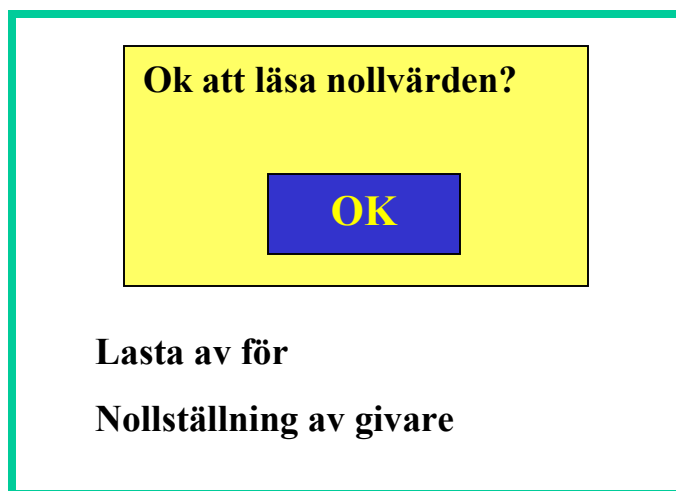 Ok att läsa nollvärden?
OK
Lasta av för
Nollställning av givare